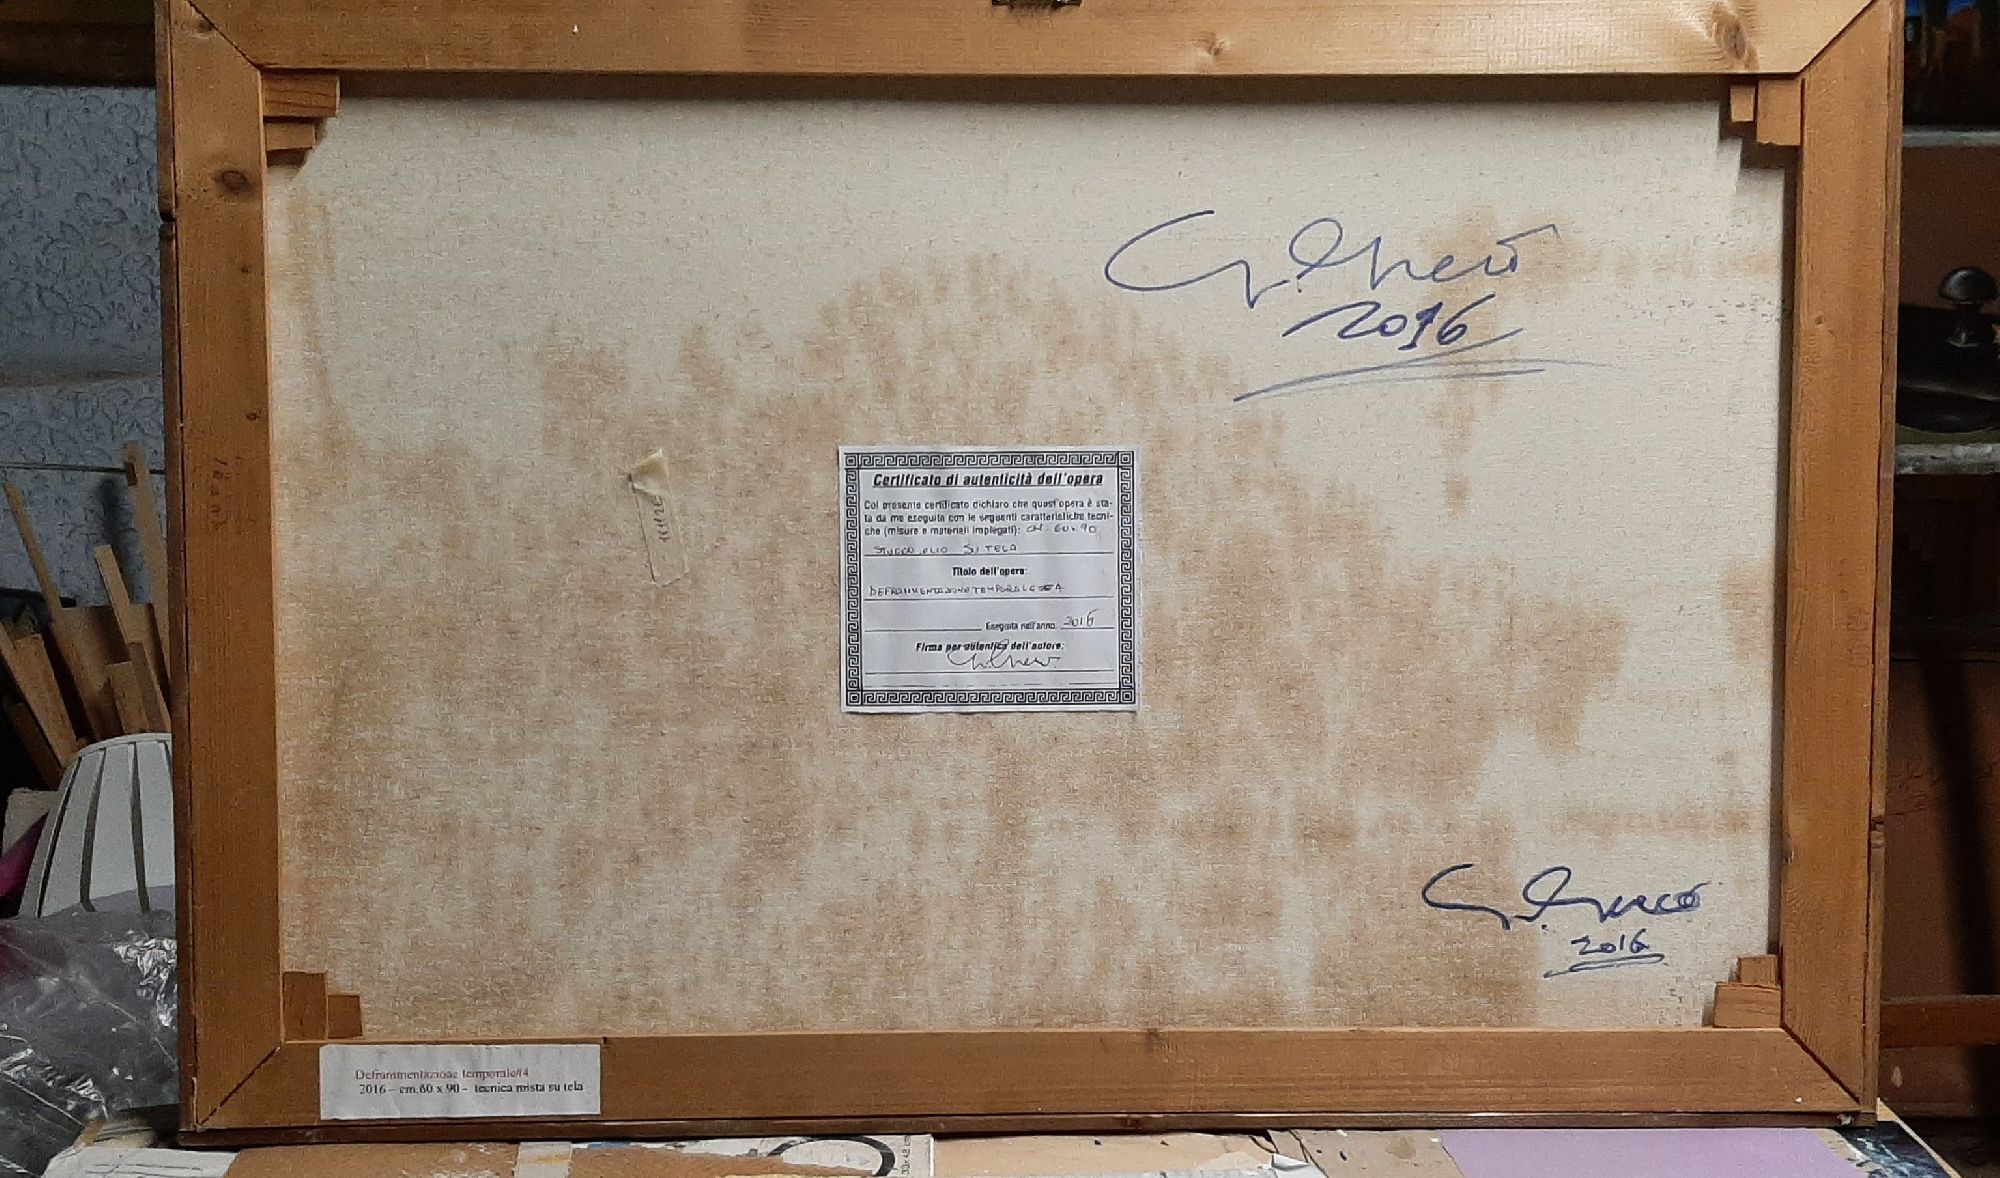 2016
Certificato di autenticità dell'opera
Col presente certificato dichiaro che quest'opera è sta-
ta da me eseguita con le seguenti caratteristiche tecni-
che (misure e materiali impiegati): CM 60x90
STUCCO OLIO SU TELA
Titolo dell'opera:
DEFRAMMENTAZIONE TEMPORALE
Eseguita nell'anno 2016
Firma per autentica dell'autore:
2016
Deframmentazione temporale#4
2016 – cm.60 x 90 - tecnica mista su tela